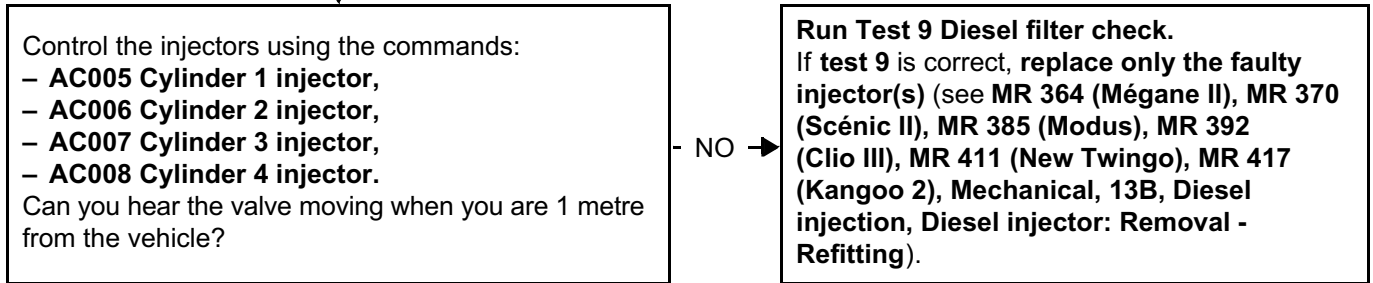 Control the injectors using the commands:
– AC005 Cylinder 1 injector,
– AC006 Cylinder 2 injector,
– AC007 Cylinder 3 injector,
– AC008 Cylinder 4 injector.
Can you hear the valve moving when you are 1 metre
from the vehicle?
NO
Run Test 9 Diesel filter check.
If test 9 is correct, replace only the faulty
injector(s) (see MR 364 (Mégane II), MR 370
(Scénic II), MR 385 (Modus), MR 392
(Clio III), MR 411 (New Twingo), MR 417
(Kangoo 2), Mechanical, 13B, Diesel
injection, Diesel injector: Removal -
Refitting).